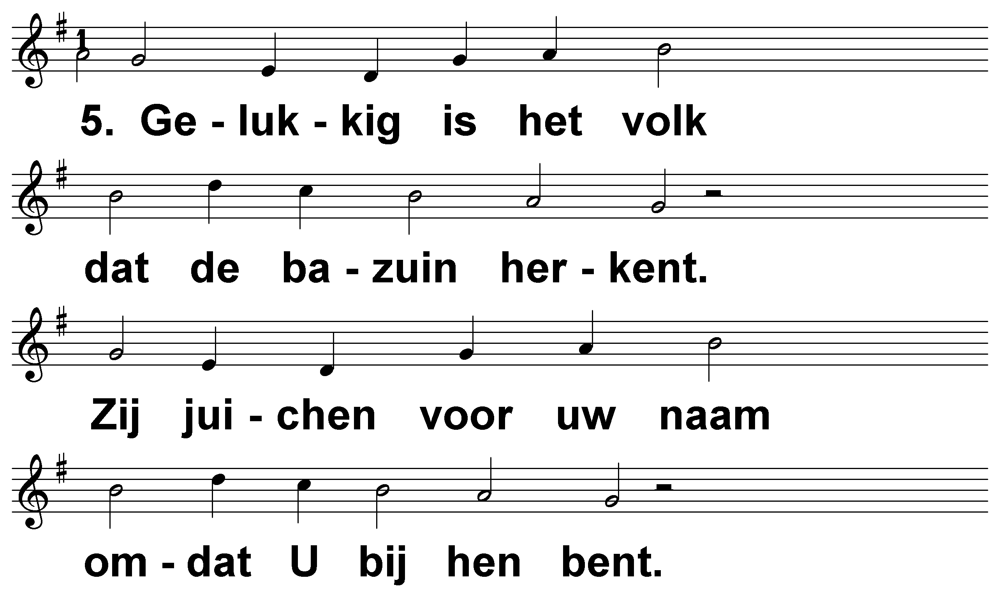 1
5. Ge - luk - kig is het volk
dat de ba - zuin her - kent.
Zij jui - chen voor uw naam
om - dat U bij hen bent.